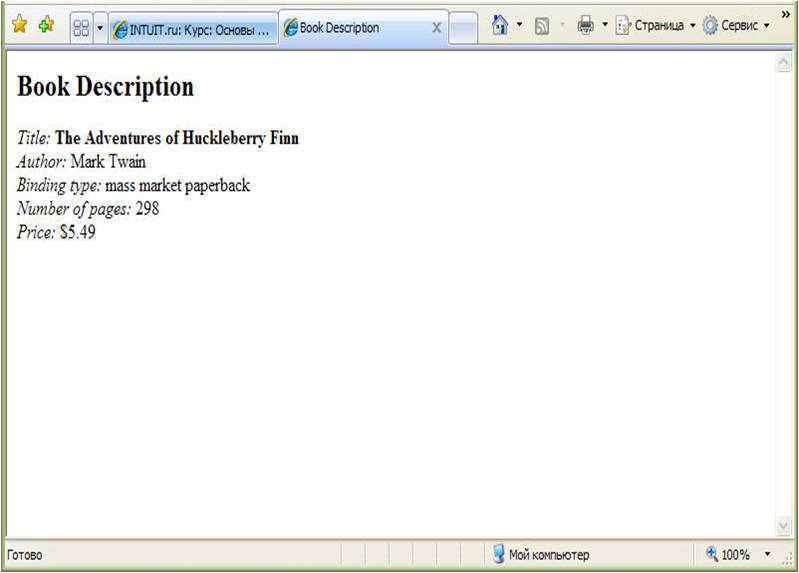 INTUIT.ru: Курс: Основы ...
Book Description
Страница
Сервис
Book Description
Title: The Adventures of Huckleberry Finn
Author: Mark Twain
Binding type: mass market paperback
Number of pages: 298
Price: $5.49
Готово
Мой компьютер
100%